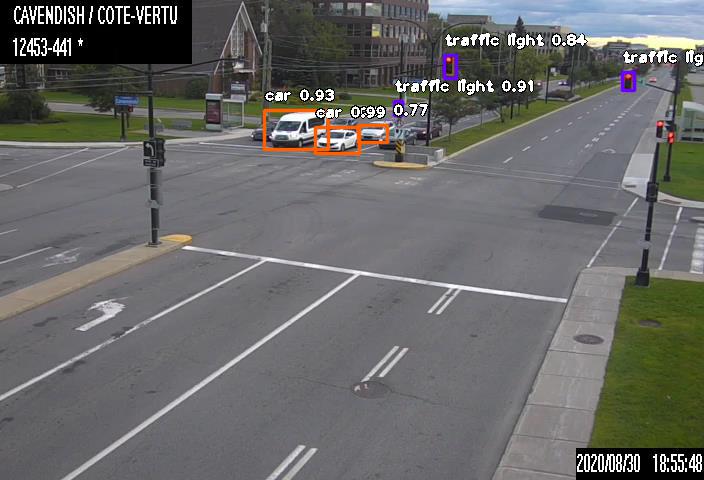 CAVENDISH / COTE-VERTU
12453-441 *
traffic light 0.84
traffic lig
traffic light 0.91
car 0.93
car 0.99 0.77
2020/08/30 18:55:48